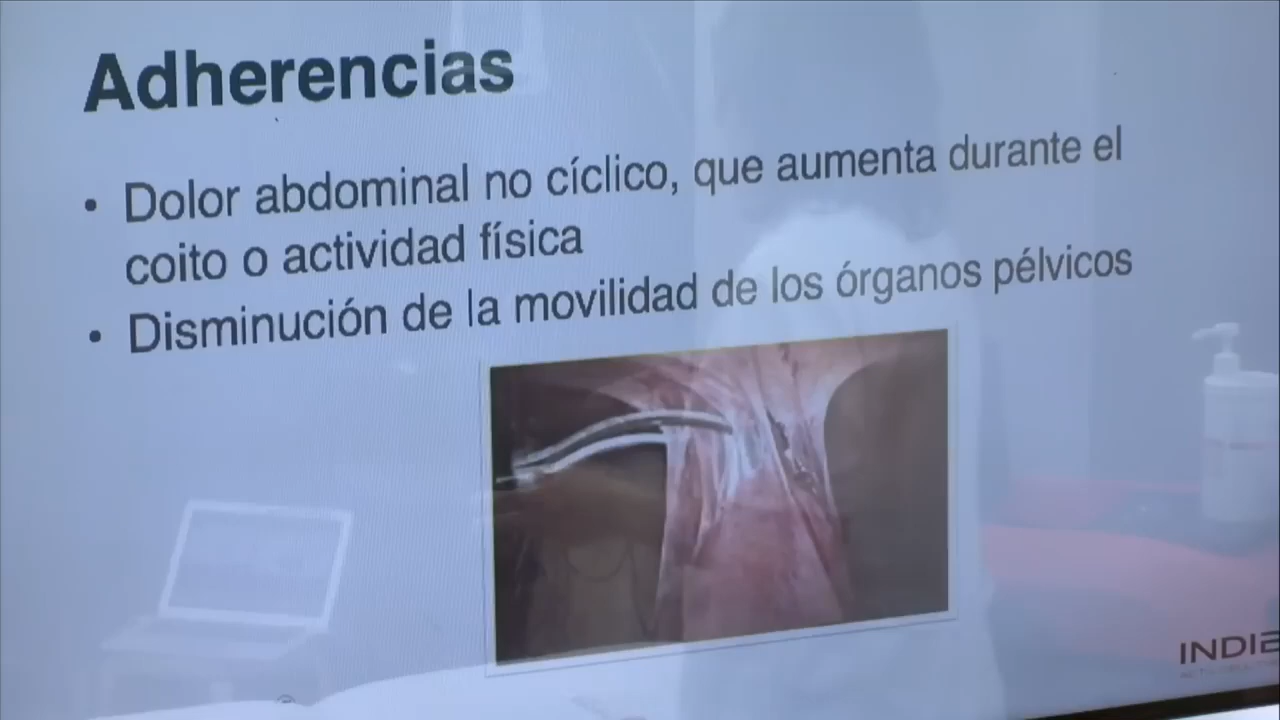 Adherencias
• Dolor abdominal no cíclico, que aumenta durante el
coito o actividad física
• Disminución de la movilidad de los órganos pélvicos